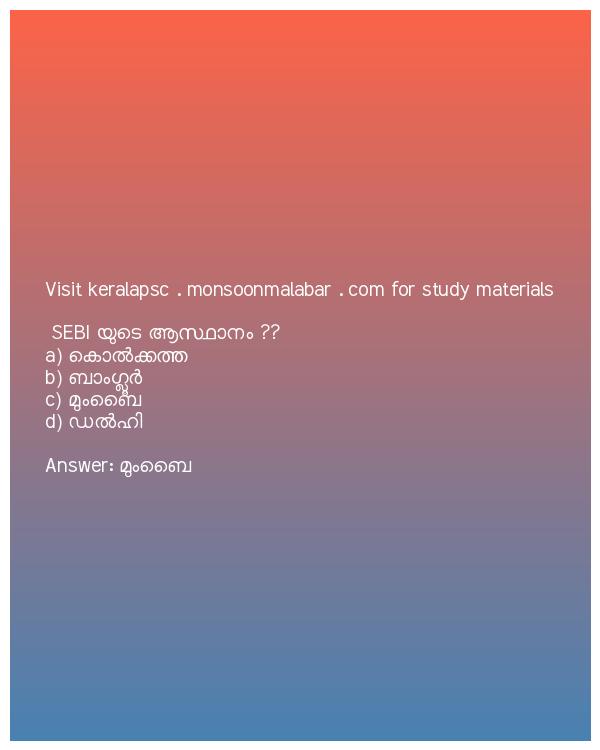 Visit keralapsc . monsoonmalabar . com for study materials
SEBI യുടെ ആസ്ഥാനം ??
a) കൊൽക്കത്ത
b) ബാംഗ്ലൂർ
c) മുംബൈ
d) ഡൽഹി
Answer: മുംബൈ